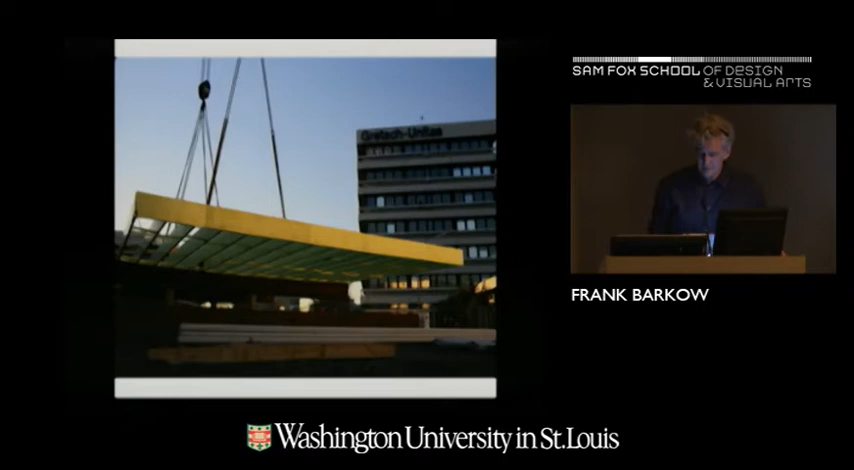 Gretsch-Unitas
SAM FOX SCHOOL OF DESIGN
& VISUAL ARTS
FRANK BARKOW
Washington University in St. Louis